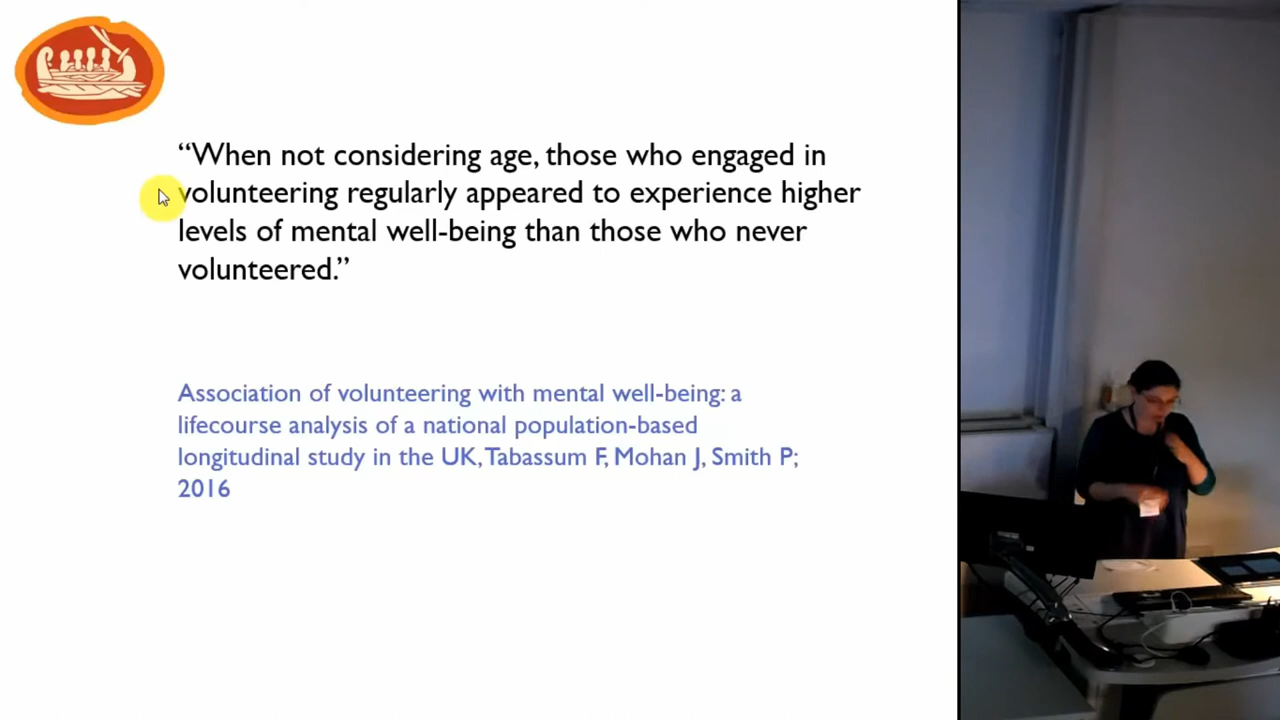 “When not considering age, those who engaged in
volunteering regularly appeared to experience higher
levels of mental well-being than those who never
volunteered.”
Association of volunteering with mental well-being: a
lifecourse analysis of a national population-based
longitudinal study in the UK, Tabassum F, Mohan J, Smith P;
2016